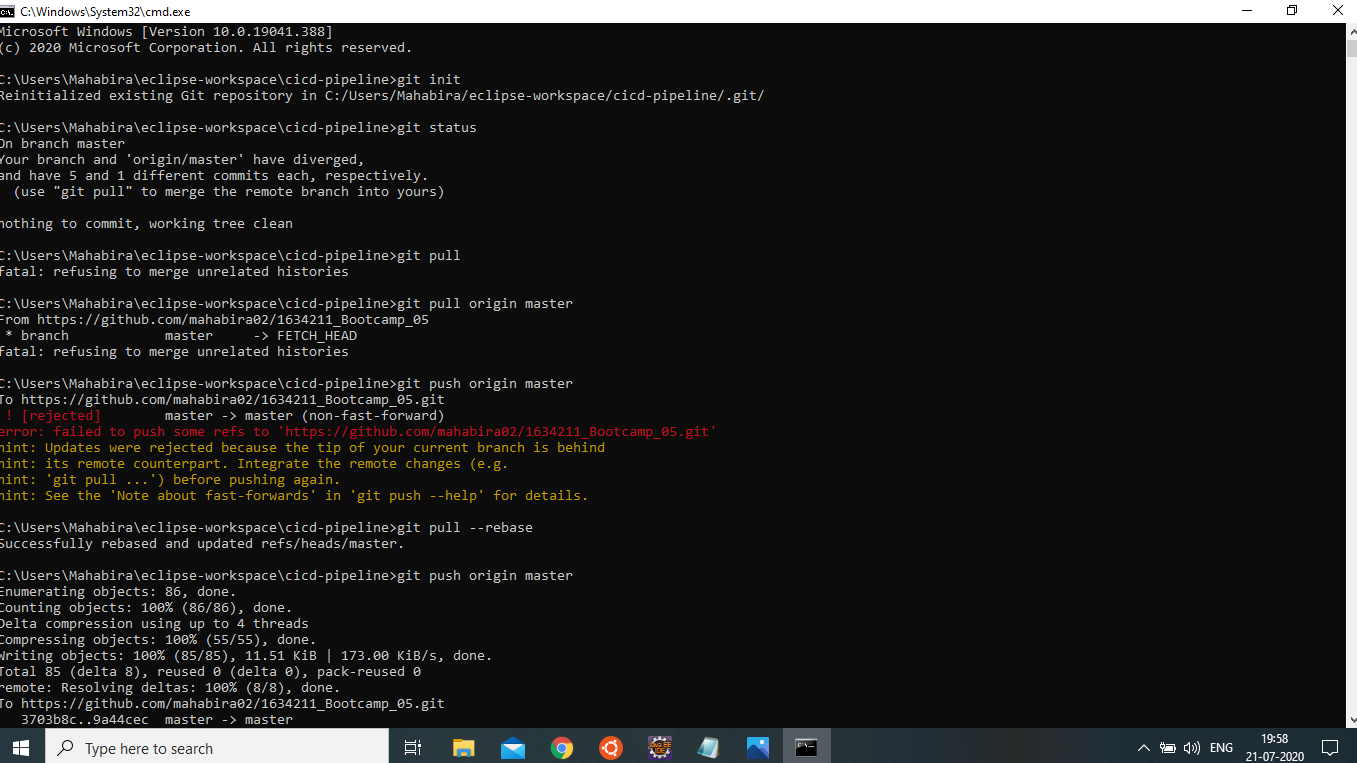 C:\Windows\System32\cmd.exe
Microsoft Windows [Version 10.0.19041.388]
(c) 2020 Microsoft Corporation. All rights reserved.
C:\Users\Mahabira\eclipse-workspace\cicd-pipeline>git init
Reinitialized existing Git repository in C:/Users/Mahabira/eclipse-workspace/cicd-pipeline/.git/
C:\Users\Mahabira\eclipse-workspace\cicd-pipeline>git status
On branch master
Your branch and 'origin/master' have diverged,
and have 5 and 1 different commits each, respectively.
(use "git pull" to merge the remote branch into yours)
nothing to commit, working tree clean
C:\Users\Mahabira\eclipse-workspace\cicd-pipeline>git pull
fatal: refusing to merge unrelated histories
C:\Users\Mahabira\eclipse-workspace\cicd-pipeline>git pull origin master
From https://github.com/mahabira02/1634211_Bootcamp_05
* branch master -> FETCH_HEAD
fatal: refusing to merge unrelated histories
C:\Users\Mahabira\eclipse-workspace\cicd-pipeline>git push origin master
To https://github.com/mahabira02/1634211_Bootcamp_05.git
! [rejected] master -> master (non-fast-forward)
error: failed to push some refs to 'https://github.com/mahabira02/1634211_Bootcamp_05.git'
hint: Updates were rejected because the tip of your current branch is behind
hint: its remote counterpart. Integrate the remote changes (e.g.
hint: 'git pull ...') before pushing again.
hint: See the 'Note about fast-forwards' in 'git push --help' for details.
C:\Users\Mahabira\eclipse-workspace\cicd-pipeline>git pull --rebase
Successfully rebased and updated refs/heads/master.
C:\Users\Mahabira\eclipse-workspace\cicd-pipeline>git push origin master
Enumerating objects: 86, done.
Counting objects: 100% (86/86), done.
Delta compression using up to 4 threads
Compressing objects: 100% (55/55), done.
Writing objects: 100% (85/85), 11.51 KiB | 173.00 KiB/s, done.
Total 85 (delta 8), reused 0 (delta 0), pack-reused 0
remote: Resolving deltas: 100% (8/8), done.
To https://github.com/mahabira02/1634211_Bootcamp_05.git
3703b8c..9a44cec master -> master
Type here to search
ENG
19:58
21-07-2020